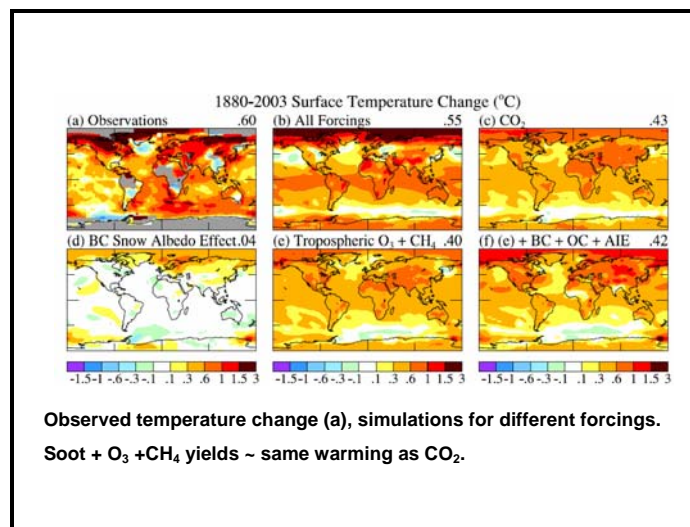 1880-2003 Surface Temperature Change (°C)
(a) Observations .60 (b) All Forcings .55 (c) CO₂ .43
(d) BC Snow Albedo Effect .04 (e) Tropospheric O₃ + CH₄ .40 (f) (e) + BC + OC + AIE .42
-1.5 -1 -.6 -.3 -.1 .1 .3 .6 1 1.5 3 -1.5 -1 -.6 -.3 -.1 .1 .3 .6 1 1.5 3 -1.5 -1 -.6 -.3 -.1 .1 .3 .6 1 1.5 3
Observed temperature change (a), simulations for different forcings.
Soot + O₃ +CH₄ yields ~ same warming as CO₂.